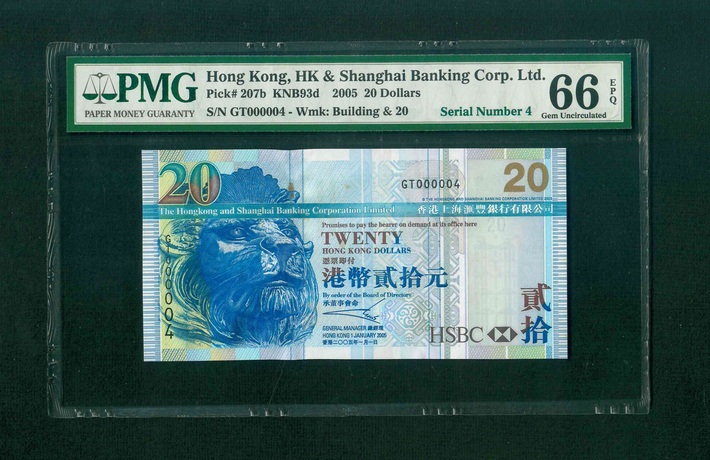 PMG
PAPER MONEY GUARANTY
Hong Kong, HK & Shanghai Banking Corp. Ltd.
Pick# 207b KNB93d 2005 20 Dollars
S/N GT000004 - Wmk: Building & 20
Serial Number 4
66
EPQ
Gem Uncirculated
20
GT000004
20
The Hongkong and Shanghai Banking Corporation Limited
香港上海滙豐銀行有限公司
Promises to pay the bearer on demand at its office here
TWENTY
HONG KONG DOLLARS
憑票即付
港幣貳拾元
By order of the Board of Directors
承董事會命
GENERAL MANAGER 總經理
HONG KONG 1 JANUARY 2005
香港二〇〇五年一月一日
GT000004
貳拾
HSBC